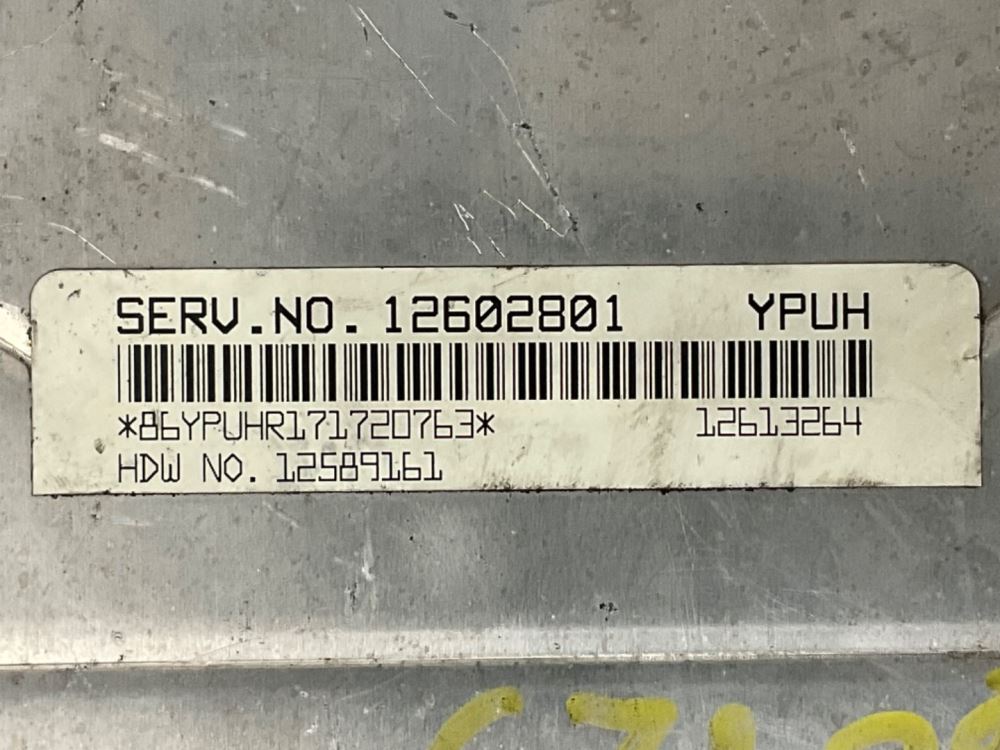 SERV.NO. 12602801 YPUH
*86YPUHR171720763* 12613264
HDW NO. 12589161